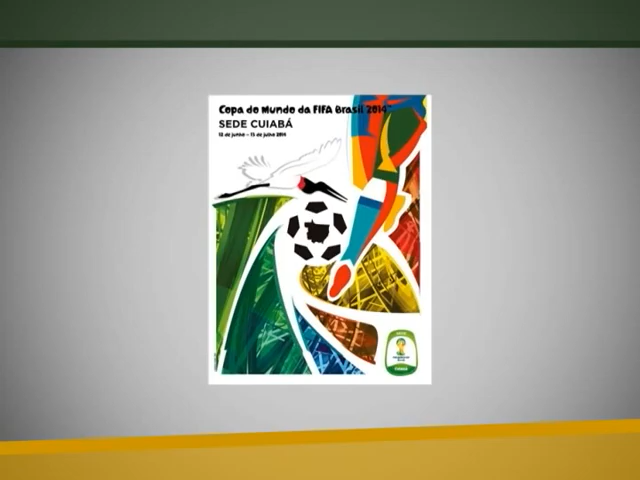 Copa do Mundo da FIFA Brasil 2014
SEDE CUIABÁ
12 de junho - 13 de julho 2014